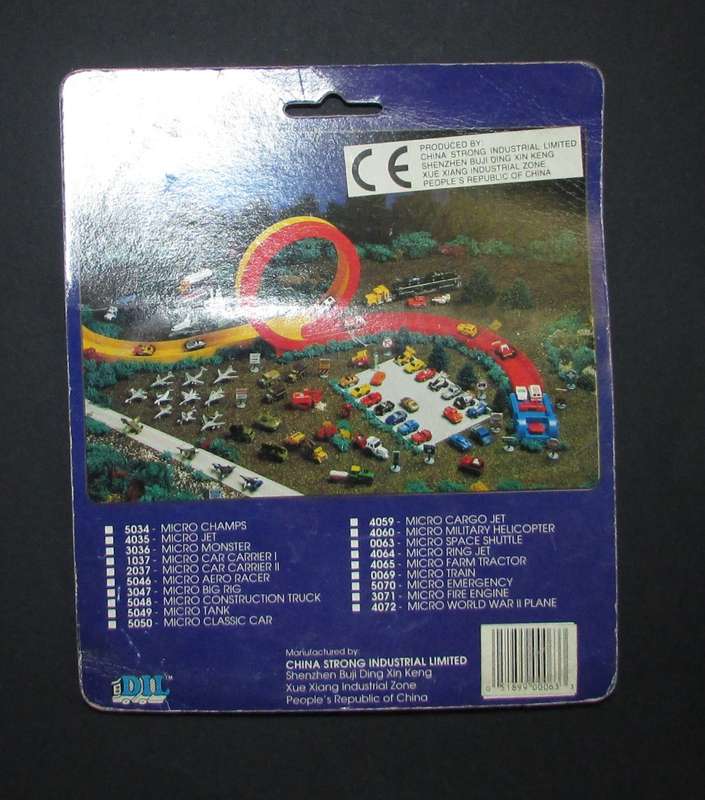 CE
PRODUCED BY:
CHINA STRONG INDUSTRIAL LIMITED
SHENZHEN BUJI DING XIN KENG
XUE XIANG INDUSTRIAL ZONE
PEOPLE'S REPUBLIC OF CHINA
5034 - MICRO CHAMPS
4035 - MICRO JET
3036 - MICRO MONSTER
1037 - MICRO CAR CARRIER I
2037 - MICRO CAR CARRIER II
5046 - MICRO AERO RACER
3047 - MICRO BIG RIG
5048 - MICRO CONSTRUCTION TRUCK
5049 - MICRO TANK
5050 - MICRO CLASSIC CAR
4059 - MICRO CARGO JET
4060 - MICRO MILITARY HELICOPTER
0063 - MICRO SPACE SHUTTLE
4064 - MICRO RING JET
4065 - MICRO FARM TRACTOR
0069 - MICRO TRAIN
5070 - MICRO EMERGENCY
3071 - MICRO FIRE ENGINE
4072 - MICRO WORLD WAR II PLANE
DIL™
Manufactured by:
CHINA STRONG INDUSTRIAL LIMITED
Shenzhen Buji Ding Xin Keng
Xue Xiang Industrial Zone
People's Republic of China
0 51899 00063 3